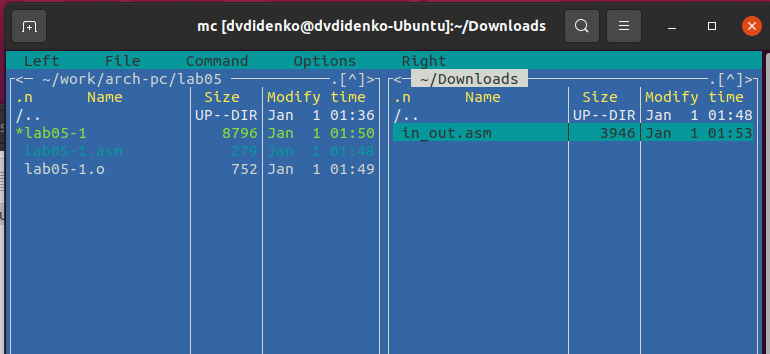 mc [dvdidenko@dvdidenko-Ubuntu]:~/Downloads
Left File Command Options Right
<─ ~/work/arch-pc/lab05 ─.[^]> <─ ~/Downloads ─.[^]>
.n Name Size Modify time .n Name Size Modify time
/.. UP--DIR Jan 1 01:36 /.. UP--DIR Jan 1 01:48
*lab05-1 8796 Jan 1 01:50 in_out.asm 3946 Jan 1 01:53
lab05-1.asm 279 Jan 1 01:48
lab05-1.o 752 Jan 1 01:49